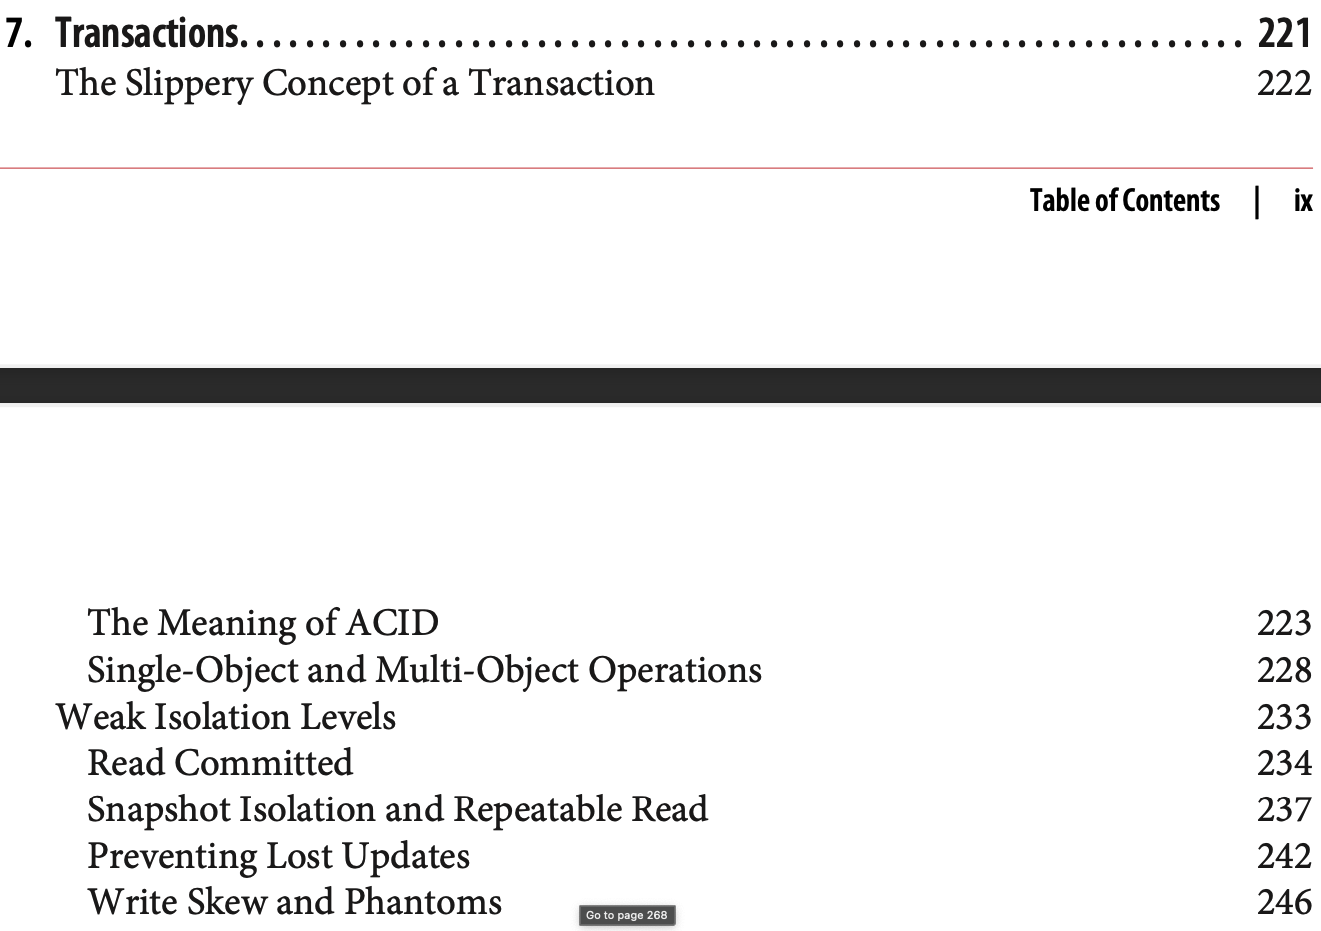 7. Transactions. . . . . . . . . . . . . . . . . . . . . . . . . . . . . . . . . . . . . . . . . . . . . . . . . . . . . . . . . . . . . 221
The Slippery Concept of a Transaction 222
Table of Contents | ix
The Meaning of ACID 223
Single-Object and Multi-Object Operations 228
Weak Isolation Levels 233
Read Committed 234
Snapshot Isolation and Repeatable Read 237
Preventing Lost Updates 242
Write Skew and Phantoms 246
Go to page 268